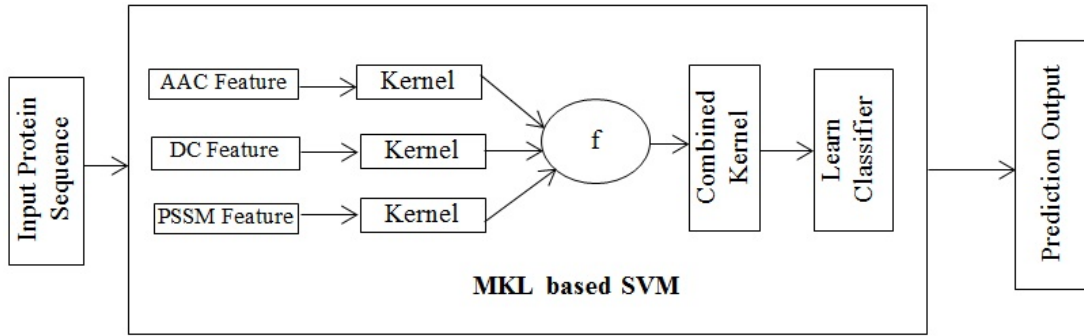 Input Protein
Sequence
AAC Feature
Kernel
DC Feature
Kernel
PSSM Feature
Kernel
f
Combined
Kernel
Learn
Classifier
MKL based SVM
Prediction Output